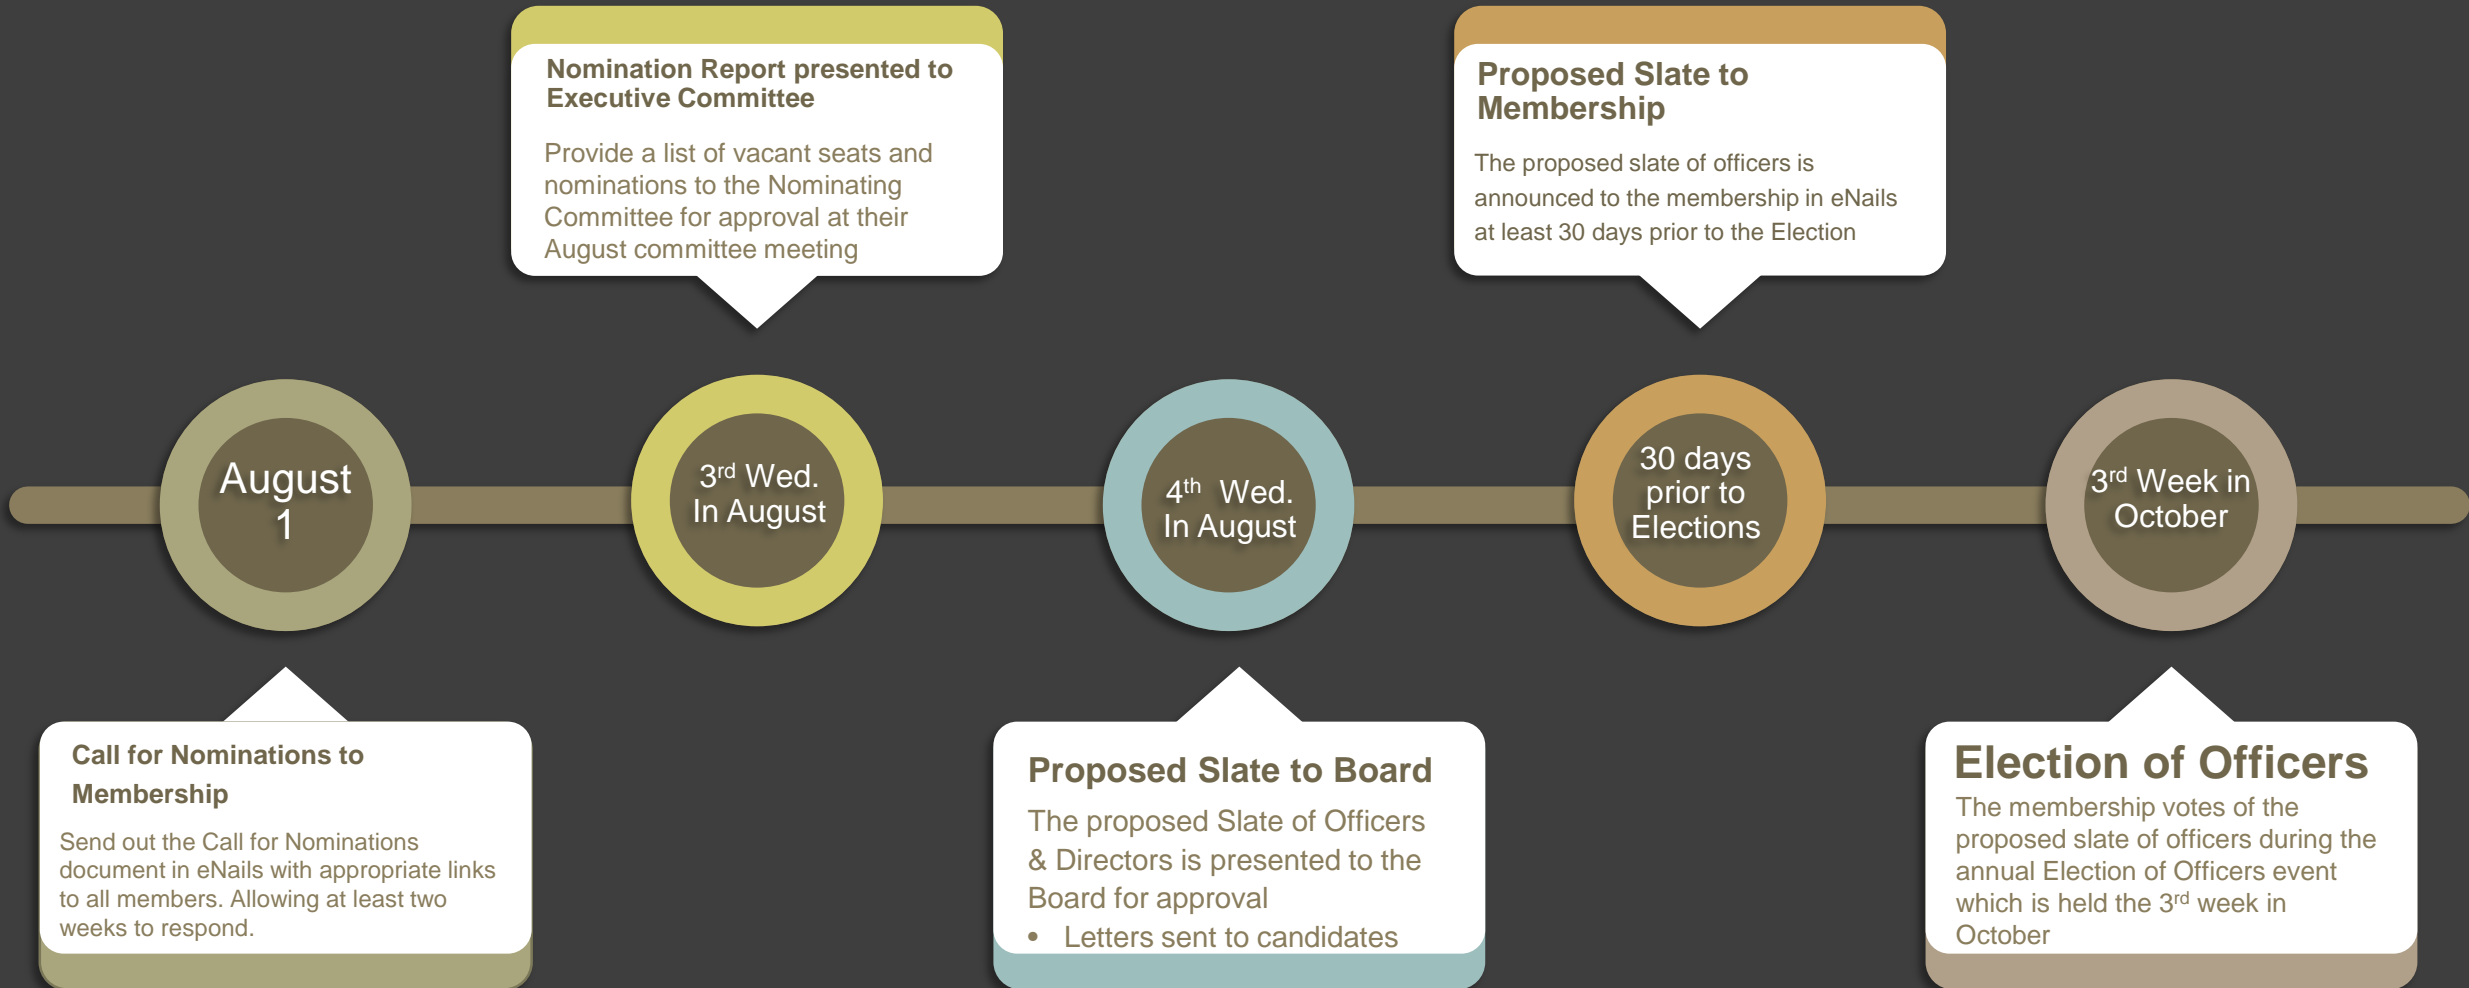 Nomination Report presented to
Executive Committee
Provide a list of vacant seats and
nominations to the Nominating
Committee for approval at their
August committee meeting
Proposed Slate to
Membership
The proposed slate of officers is
announced to the membership in eNails
at least 30 days prior to the Election
August
1
3rd Wed.
In August
4th Wed.
In August
30 days
prior to
Elections
3rd Week in
October
Call for Nominations to
Membership
Send out the Call for Nominations
document in eNails with appropriate links
to all members. Allowing at least two
weeks to respond.
Proposed Slate to Board
The proposed Slate of Officers
& Directors is presented to the
Board for approval
• Letters sent to candidates
Election of Officers
The membership votes of the
proposed slate of officers during the
annual Election of Officers event
which is held the 3rd week in
October